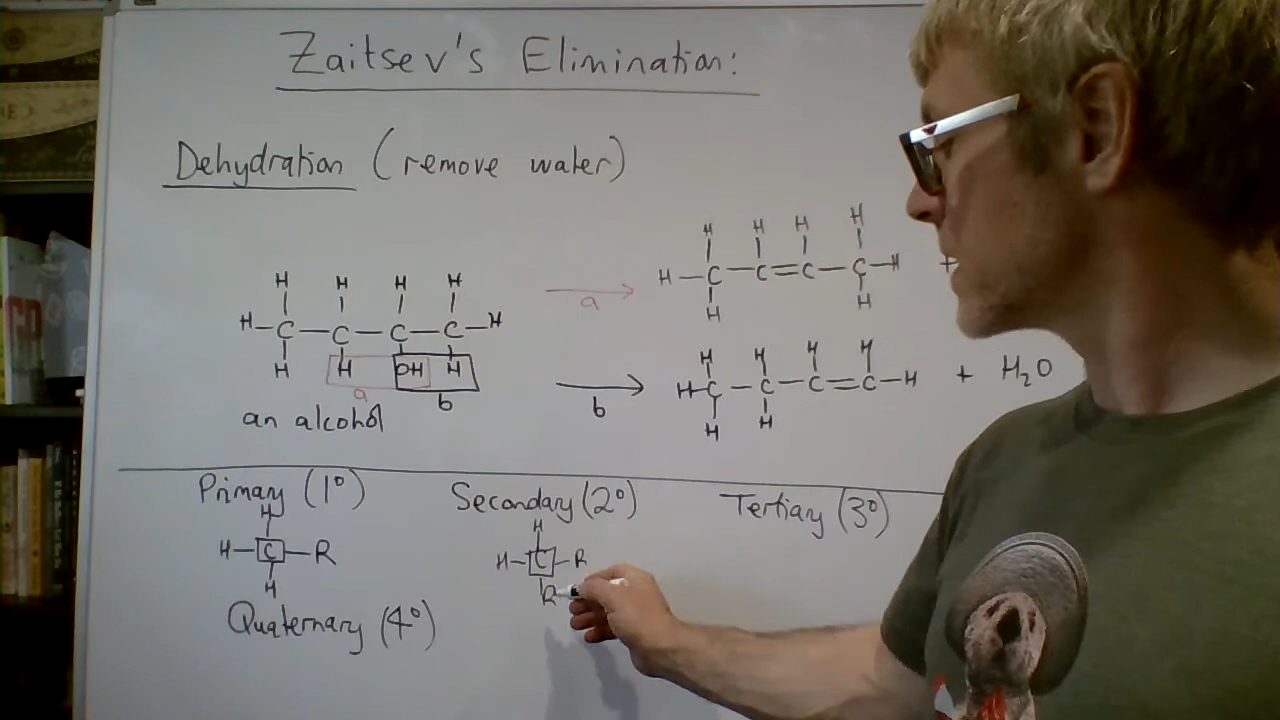 Zaitsev's Elimination:
Dehydration (remove water)
H H H H
H H H H
H–C–C–C–C–H
H–C–C=C–C–H +
a
H H
H H OH H
a b
H H H H
H–C–C–C=C–H + H₂O
b
H H
an alcohol
Primary (1°) Secondary (2°) Tertiary (3°)
H H
H–C–R H–C–R
H R
Quaternary (4°)